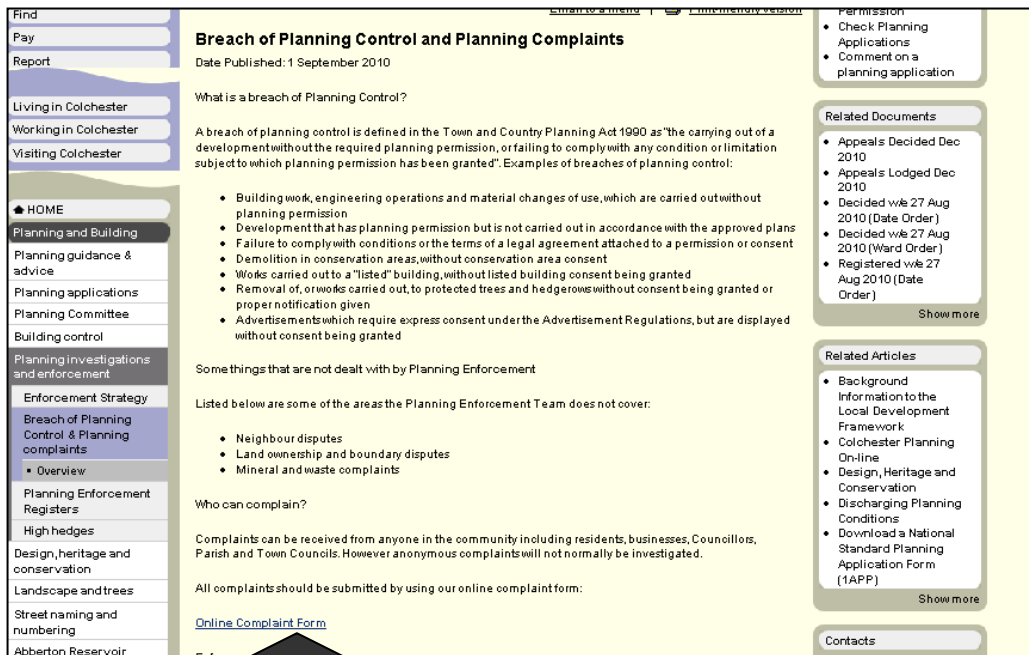 Find
Pay
Report
Living in Colchester
Working in Colchester
Visiting Colchester
HOME
Planning and Building
Planning guidance &
advice
Planning applications
Planning Committee
Building control
Planning investigations
and enforcement
Enforcement Strategy
Breach of Planning
Control & Planning
complaints
• Overview
Planning Enforcement
Registers
High hedges
Design, heritage and
conservation
Landscape and trees
Street naming and
numbering
Abberton Reservoir
Email to a friend | Print-friendly version
Breach of Planning Control and Planning Complaints
Date Published: 1 September 2010
What is a breach of Planning Control?
A breach of planning control is defined in the Town and Country Planning Act 1990 as "the carrying out of a
development without the required planning permission, or failing to comply with any condition or limitation
subject to which planning permission has been granted". Examples of breaches of planning control:
• Building work, engineering operations and material changes of use, which are carried out without
planning permission
• Development that has planning permission but is not carried out in accordance with the approved plans
• Failure to comply with conditions or the terms of a legal agreement attached to a permission or consent
• Demolition in conservation areas, without conservation area consent
• Works carried out to a "listed" building, without listed building consent being granted
• Removal of, or works carried out, to protected trees and hedgerows without consent being granted or
proper notification given
• Advertisements which require express consent under the Advertisement Regulations, but are displayed
without consent being granted
Some things that are not dealt with by Planning Enforcement
Listed below are some of the areas the Planning Enforcement Team does not cover:
• Neighbour disputes
• Land ownership and boundary disputes
• Mineral and waste complaints
Who can complain?
Complaints can be received from anyone in the community including residents, businesses, Councillors,
Parish and Town Councils. However anonymous complaints will not normally be investigated.
All complaints should be submitted by using our online complaint form:
Online Complaint Form
Permission
• Check Planning
Applications
• Comment on a
planning application
Related Documents
• Appeals Decided Dec
2010
• Appeals Lodged Dec
2010
• Decided w/e 27 Aug
2010 (Date Order)
• Decided w/e 27 Aug
2010 (Ward Order)
• Registered w/e 27
Aug 2010 (Date
Order)
Show more
Related Articles
• Background
Information to the
Local Development
Framework
• Colchester Planning
On-line
• Design, Heritage and
Conservation
• Discharging Planning
Conditions
• Download a National
Standard Planning
Application Form
(1APP)
Show more
Contacts